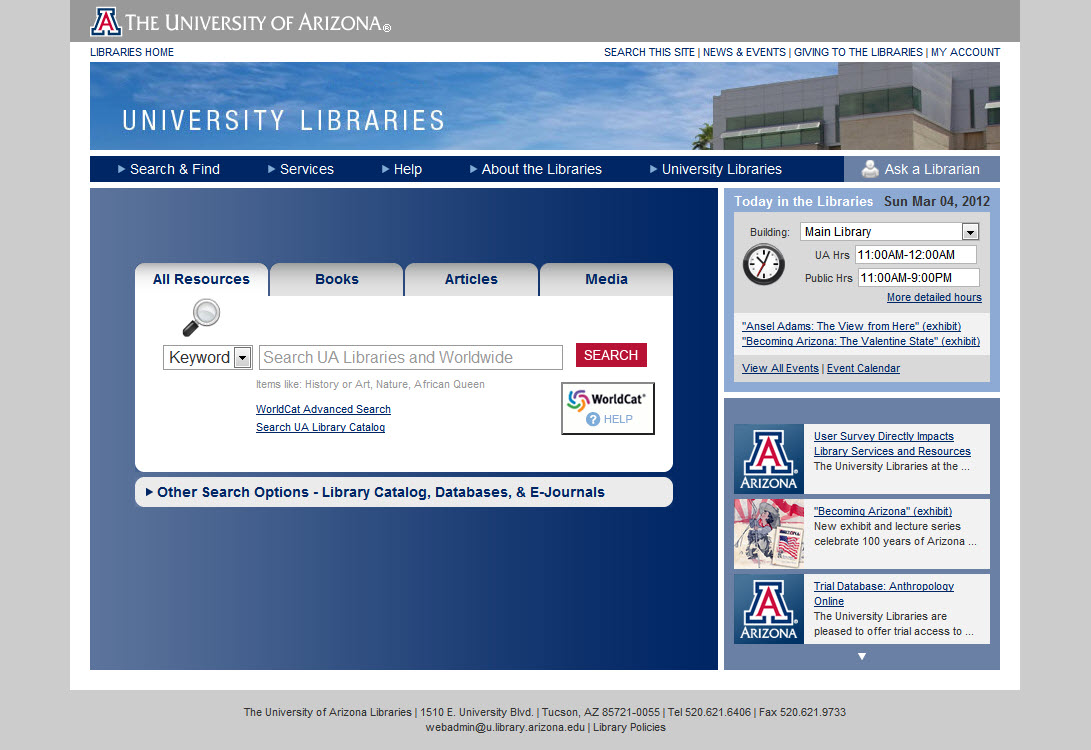 THE UNIVERSITY OF ARIZONA®
LIBRARIES HOME
SEARCH THIS SITE | NEWS & EVENTS | GIVING TO THE LIBRARIES | MY ACCOUNT
UNIVERSITY LIBRARIES
Search & Find
Services
Help
About the Libraries
University Libraries
Ask a Librarian
All Resources
Books
Articles
Media
Keyword
Search UA Libraries and Worldwide
SEARCH
Items like: History or Art, Nature, African Queen
WorldCat Advanced Search
Search UA Library Catalog
WorldCat®
? HELP
Other Search Options - Library Catalog, Databases, & E-Journals
Today in the Libraries Sun Mar 04, 2012
Building: Main Library
UA Hrs 11:00AM-12:00AM
Public Hrs 11:00AM-9:00PM
More detailed hours
"Ansel Adams: The View from Here" (exhibit)
"Becoming Arizona: The Valentine State" (exhibit)
View All Events | Event Calendar
A
ARIZONA
User Survey Directly Impacts
Library Services and Resources
The University Libraries at the ...
"Becoming Arizona" (exhibit)
New exhibit and lecture series
celebrate 100 years of Arizona ...
A
ARIZONA
Trial Database: Anthropology
Online
The University Libraries are
pleased to offer trial access to ...
The University of Arizona Libraries | 1510 E. University Blvd. | Tucson, AZ 85721-0055 | Tel 520.621.6406 | Fax 520.621.9733
webadmin@u.library.arizona.edu | Library Policies